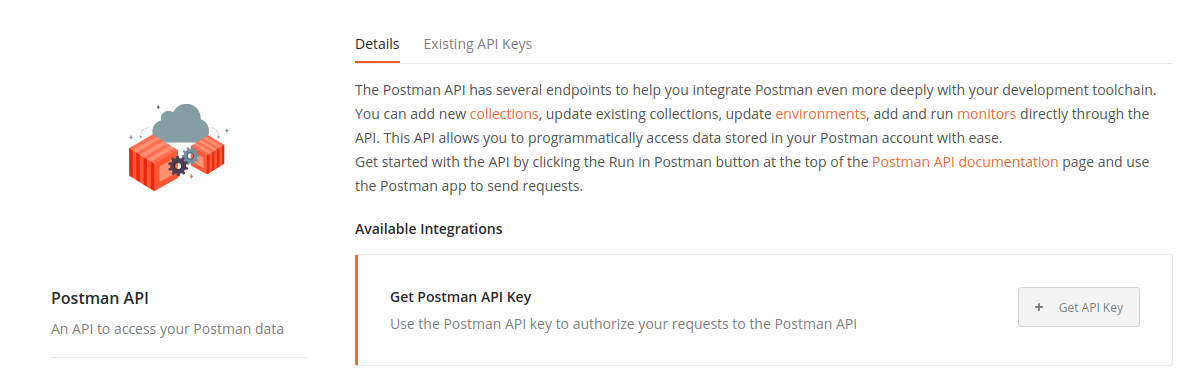 Details Existing API Keys
The Postman API has several endpoints to help you integrate Postman even more deeply with your development toolchain.
You can add new collections, update existing collections, update environments, add and run monitors directly through the
API. This API allows you to programmatically access data stored in your Postman account with ease.
Get started with the API by clicking the Run in Postman button at the top of the Postman API documentation page and use
the Postman app to send requests.
Available Integrations
Postman API
An API to access your Postman data
Get Postman API Key
Use the Postman API key to authorize your requests to the Postman API
+ Get API Key